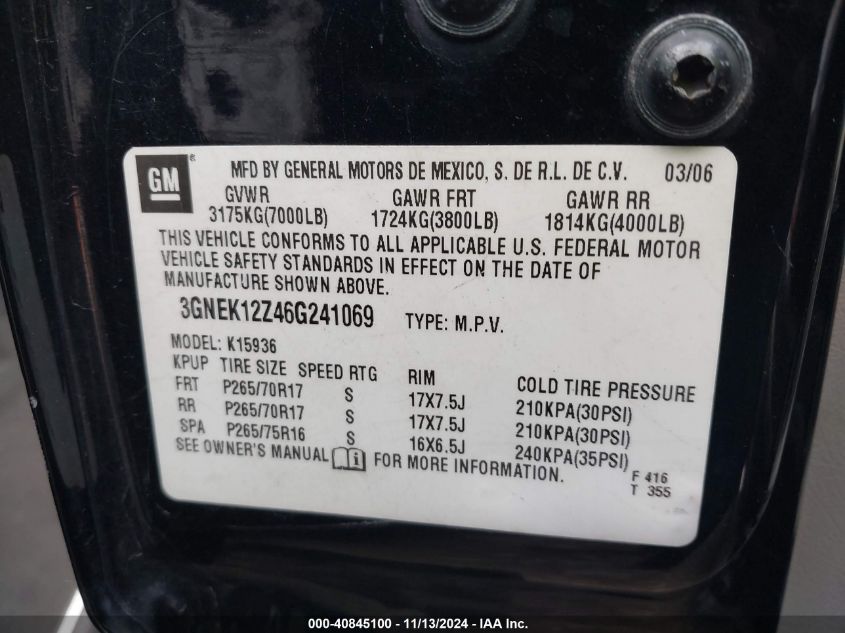 GM ® MFD BY GENERAL MOTORS DE MEXICO, S. DE R.L. DE C.V. 03/06
GVWR GAWR FRT GAWR RR
3175KG(7000LB) 1724KG(3800LB) 1814KG(4000LB)
THIS VEHICLE CONFORMS TO ALL APPLICABLE U.S. FEDERAL MOTOR
VEHICLE SAFETY STANDARDS IN EFFECT ON THE DATE OF
MANUFACTURE SHOWN ABOVE.
3GNEK12Z46G241069 TYPE: M.P.V.
MODEL: K15936
KPUP TIRE SIZE SPEED RTG RIM COLD TIRE PRESSURE
FRT P265/70R17 S 17X7.5J 210KPA(30PSI)
RR P265/70R17 S 17X7.5J 210KPA(30PSI)
SPA P265/75R16 S 16X6.5J 240KPA(35PSI)
SEE OWNER'S MANUAL FOR MORE INFORMATION.
F 416
T 355
000-40845100 - 11/13/2024 - IAA Inc.